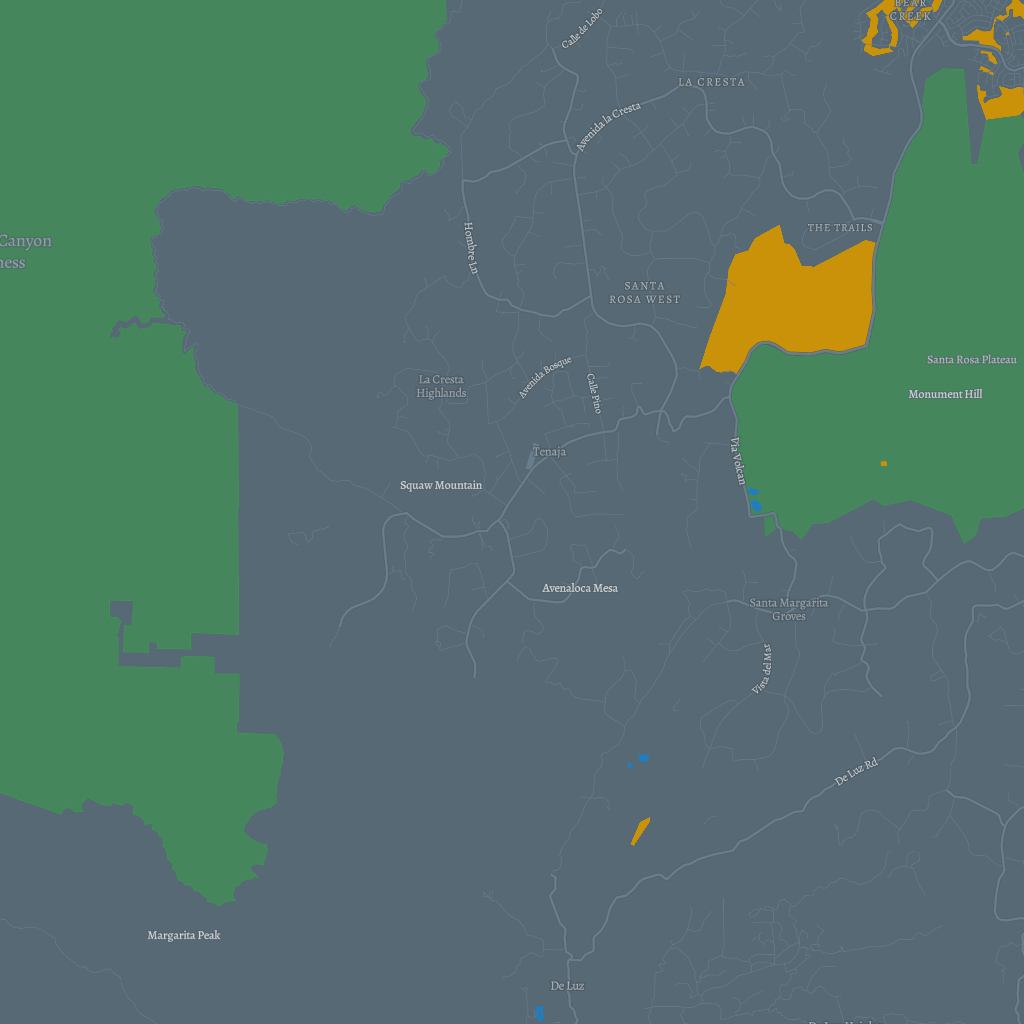 BEAR
CREEK
Calle de Lobo
LA CRESTA
Avenida la Cresta
THE TRAILS
Canyon
Hombre Ln
SANTA
ROSA WEST
Santa Rosa Plateau
Avenida Bosque
La Cresta
Highlands
Calle Pino
Monument Hill
Tenaja
Via Volcan
Squaw Mountain
Avenaloca Mesa
Santa Margarita
Groves
Vista del Mar
De Luz Rd
Margarita Peak
De Luz